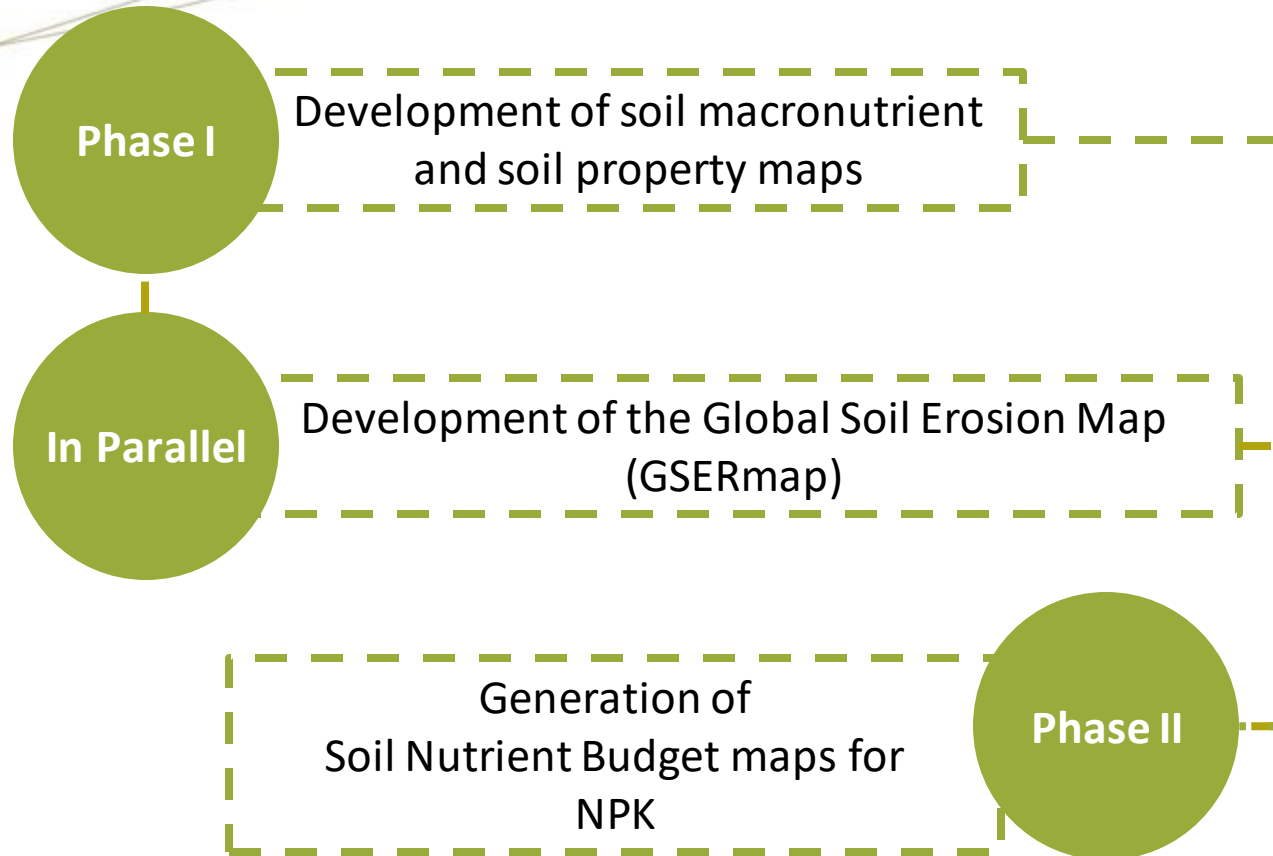 Phase I
Development of soil macronutrient
and soil property maps
In Parallel
Development of the Global Soil Erosion Map
(GSERmap)
Generation of
Soil Nutrient Budget maps for
NPK
Phase II